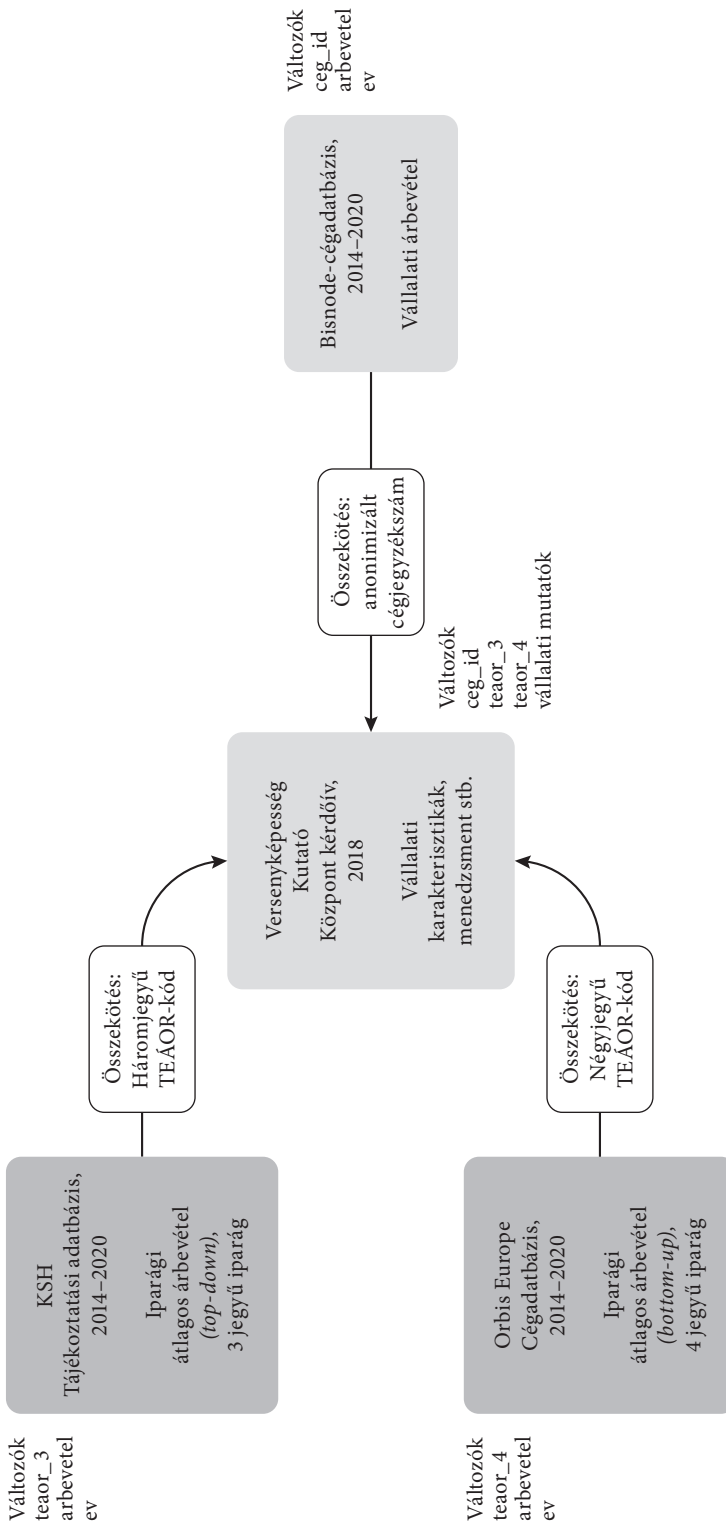 Változók
teaor_3
arbevetel
ev
KSH
Tájékoztatási adatbázis,
2014–2020
Iparági
átlagos árbevétel
(top-down),
3 jegyű iparág
Összekötés:
Háromjegyű
TEÁOR-kód
Változók
teaor_4
arbevetel
ev
Orbis Europe
Cégadatbázis,
2014–2020
Iparági
átlagos árbevétel
(bottom-up),
4 jegyű iparág
Összekötés:
Négyjegyű
TEÁOR-kód
Versenyképesség
Kutató
Központ kérdőív,
2018
Vállalati
karakterisztikák,
menedzsment stb.
Változók
ceg_id
teaor_3
teaor_4
vállalati mutatók
Összekötés:
anonimizált
cégjegyzékszám
Bisnode-cégadatbázis,
2014–2020
Vállalati árbevétel
Változók
ceg_id
arbevetel
ev